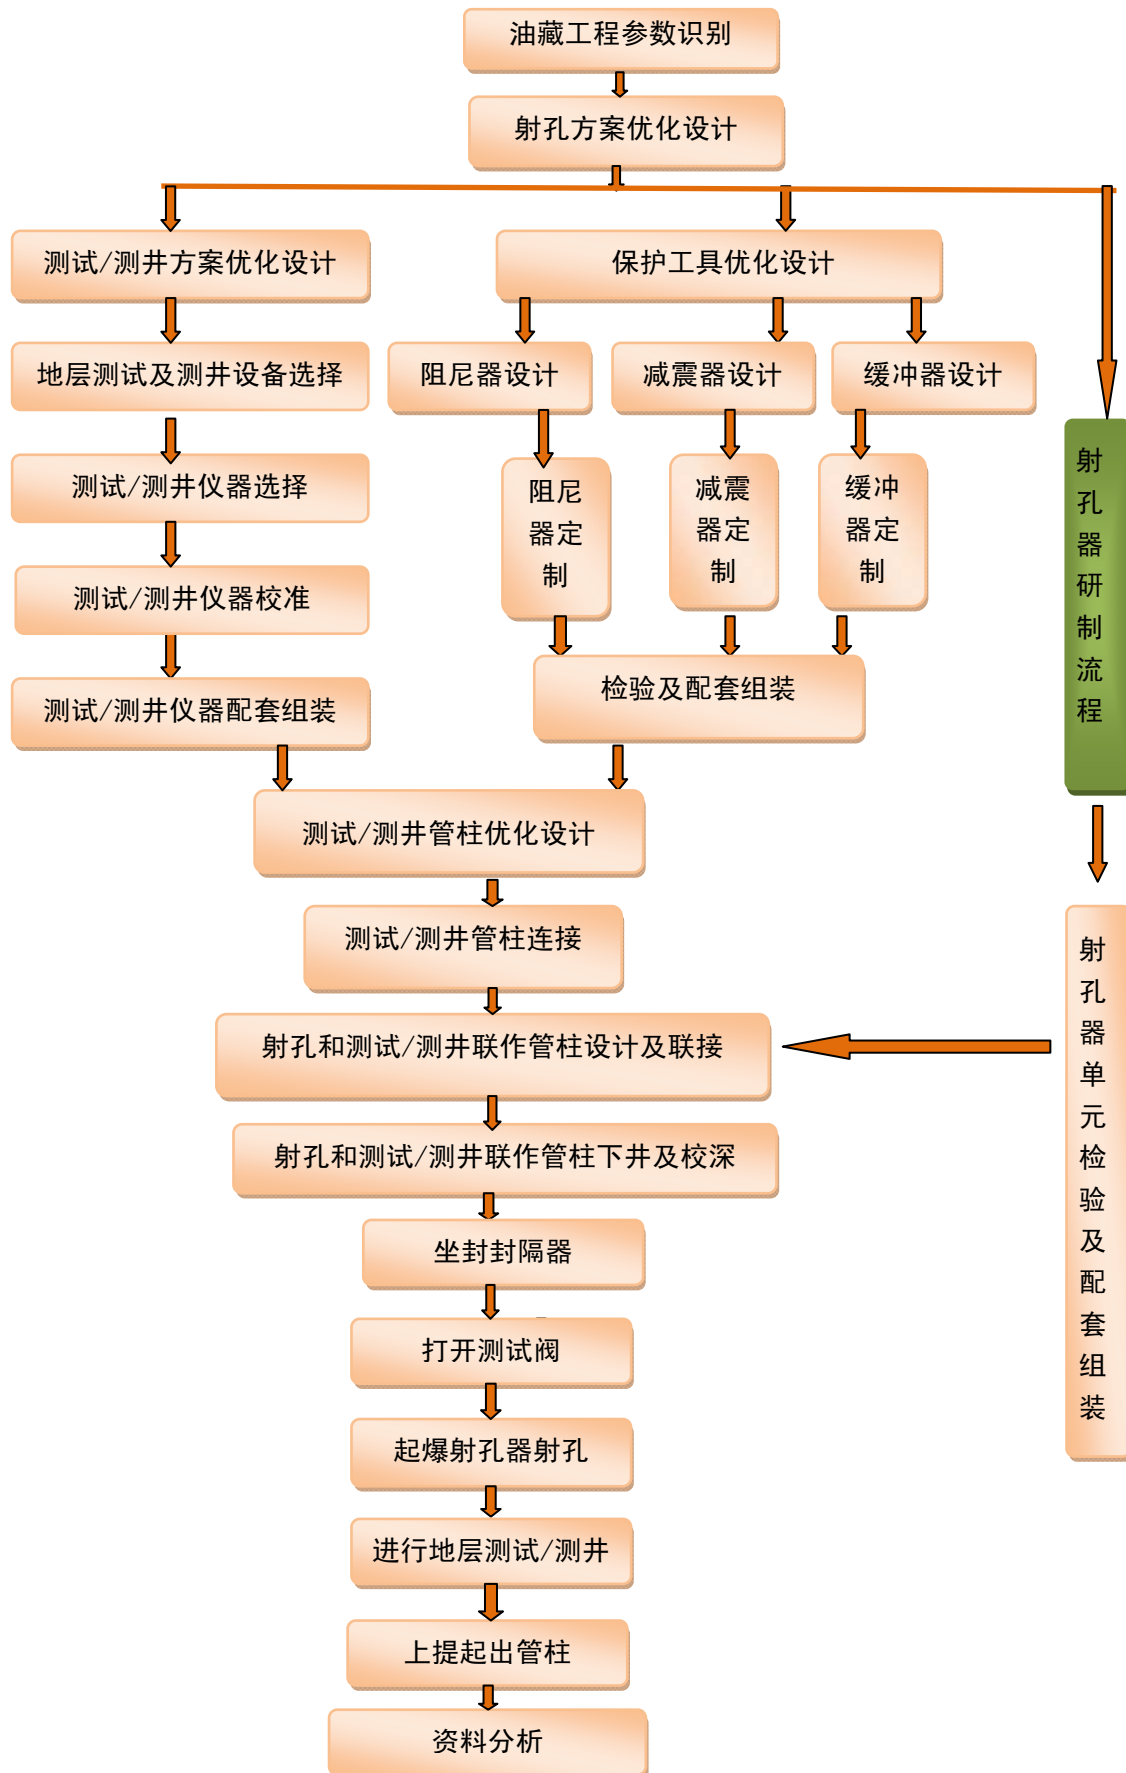 油藏工程参数识别
射孔方案优化设计
测试/测井方案优化设计
保护工具优化设计
地层测试及测井设备选择
阻尼器设计
减震器设计
缓冲器设计
测试/测井仪器选择
阻尼
器定
制
减震
器定
制
缓冲
器定
制
射孔器研制流程
测试/测井仪器校准
测试/测井仪器配套组装
检验及配套组装
测试/测井管柱优化设计
测试/测井管柱连接
射孔器单元检验及配套组装
射孔和测试/测井联作管柱设计及联接
射孔和测试/测井联作管柱下井及校深
坐封封隔器
打开测试阀
起爆射孔器射孔
进行地层测试/测井
上提起出管柱
资料分析